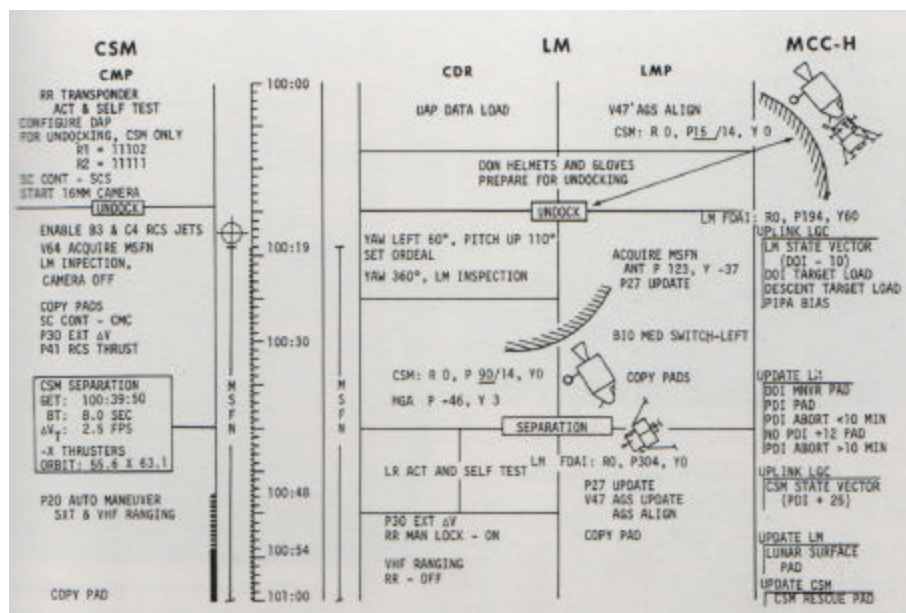 CSM
LM
MCC-H
CMP
CDR
LMP
RR TRANSPONDER
ACT & SELF TEST
CONFIGURE DAP
FOR UNDOCKING, CSM ONLY
R1 = 11102
R2 = 11111
SC CONT - SCS
START 16MM CAMERA
UNDOCK
ENABLE B3 & C4 RCS JETS
V64 ACQUIRE MSFN
LM INPECTION,
CAMERA OFF
COPY PADS
SC CONT - CMC
P30 EXT ΔV
P41 RCS THRUST
CSM SEPARATION
GET: 100:39:50
BT: 8.0 SEC
ΔVT: 2.5 FPS
-X THRUSTERS
ORBIT: 55.6 X 63.1
P20 AUTO MANEUVER
SXT & VHF RANGING
COPY PAD
100:00
100:19
100:30
100:48
100:54
101:00
MSFN
MSFN
DAP DATA LOAD
V47 AGS ALIGN
CSM: R 0, P15 /14, Y 0
DON HELMETS AND GLOVES
PREPARE FOR UNDOCKING
UNDOCK
LM FDAI: R0, P194, Y60
YAW LEFT 60°, PITCH UP 110°
SET ORDEAL
YAW 360°, LM INSPECTION
ACQUIRE MSFN
ANT P 123, Y -37
P27 UPDATE
BIO MED SWITCH-LEFT
CSM: R 0, P 90/14, Y0
HGA P -46, Y 3
COPY PADS
SEPARATION
LM FDAI: R0, P304, Y0
LR ACT AND SELF TEST
P27 UPDATE
V47 AGS UPDATE
AGS ALIGN
P30 EXT ΔV
RR MAN LOCK - ON
COPY PAD
VHF RANGING
RR - OFF
UPLINK LGC
LM STATE VECTOR
(DOI - 10)
DOI TARGET LOAD
DESCENT TARGET LOAD
PIPA BIAS
UPDATE LM
DOI MNVR PAD
PDI PAD
PDI ABORT <10 MIN
NO PDI +12 PAD
PDI ABORT >10 MIN
UPLINK LGC
CSM STATE VECTOR
(PDI + 25)
UPDATE LM
LUNAR SURFACE
PAD
UPDATE CSM
CSM RESCUE PAD